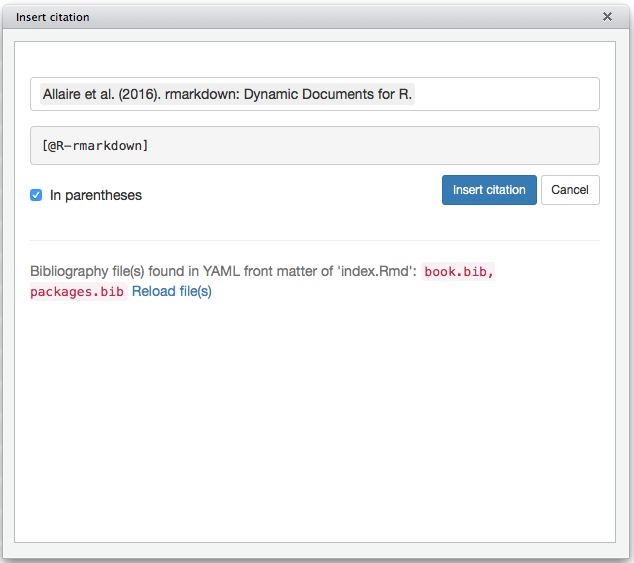 Insert citation
Allaire et al. (2016). rmarkdown: Dynamic Documents for R.
[@R-rmarkdown]
In parentheses
Insert citation
Cancel
Bibliography file(s) found in YAML front matter of 'index.Rmd': book.bib,
packages.bib Reload file(s)